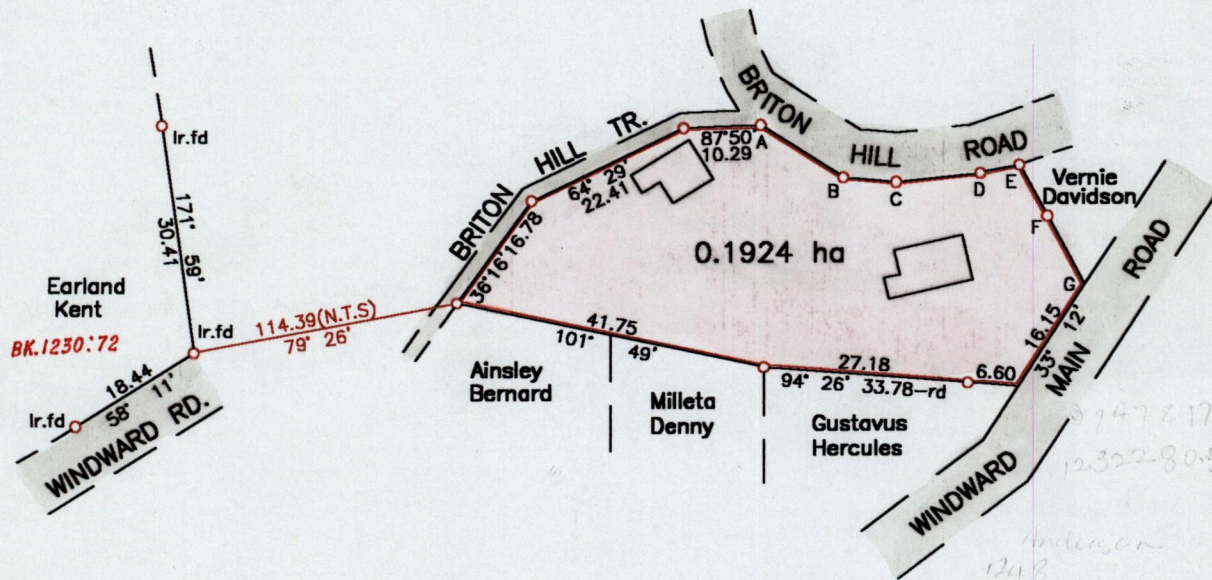 BRITON
HILL
ROAD
BRITON HILL TR.
Ir.fd
87°50'
10.29
A
B
C
D
E
F
G
Vernie
Davidson
64° 29'
22.41
171° 59'
30.41
36°16'16.78
0.1924 ha
Earland
Kent
BK.1230:72
Ir.fd
114.39(N.T.S)
79° 26'
41.75
101° 49'
16.15
33° 12'
27.18
94° 26' 33.78-rd
6.60
Ainsley
Bernard
Milleta
Denny
Gustavus
Hercules
18.44
58° 11'
Ir.fd
WINDWARD RD.
WINDWARD MAIN ROAD